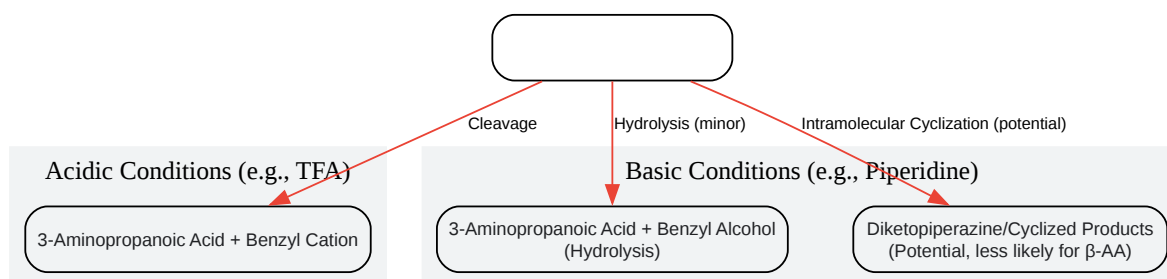 Cleavage
Hydrolysis (minor)
Intramolecular Cyclization (potential)
Acidic Conditions (e.g., TFA)
Basic Conditions (e.g., Piperidine)
3-Aminopropanoic Acid + Benzyl Cation
3-Aminopropanoic Acid + Benzyl Alcohol
(Hydrolysis)
Diketopiperazine/Cyclized Products
(Potential, less likely for β-AA)